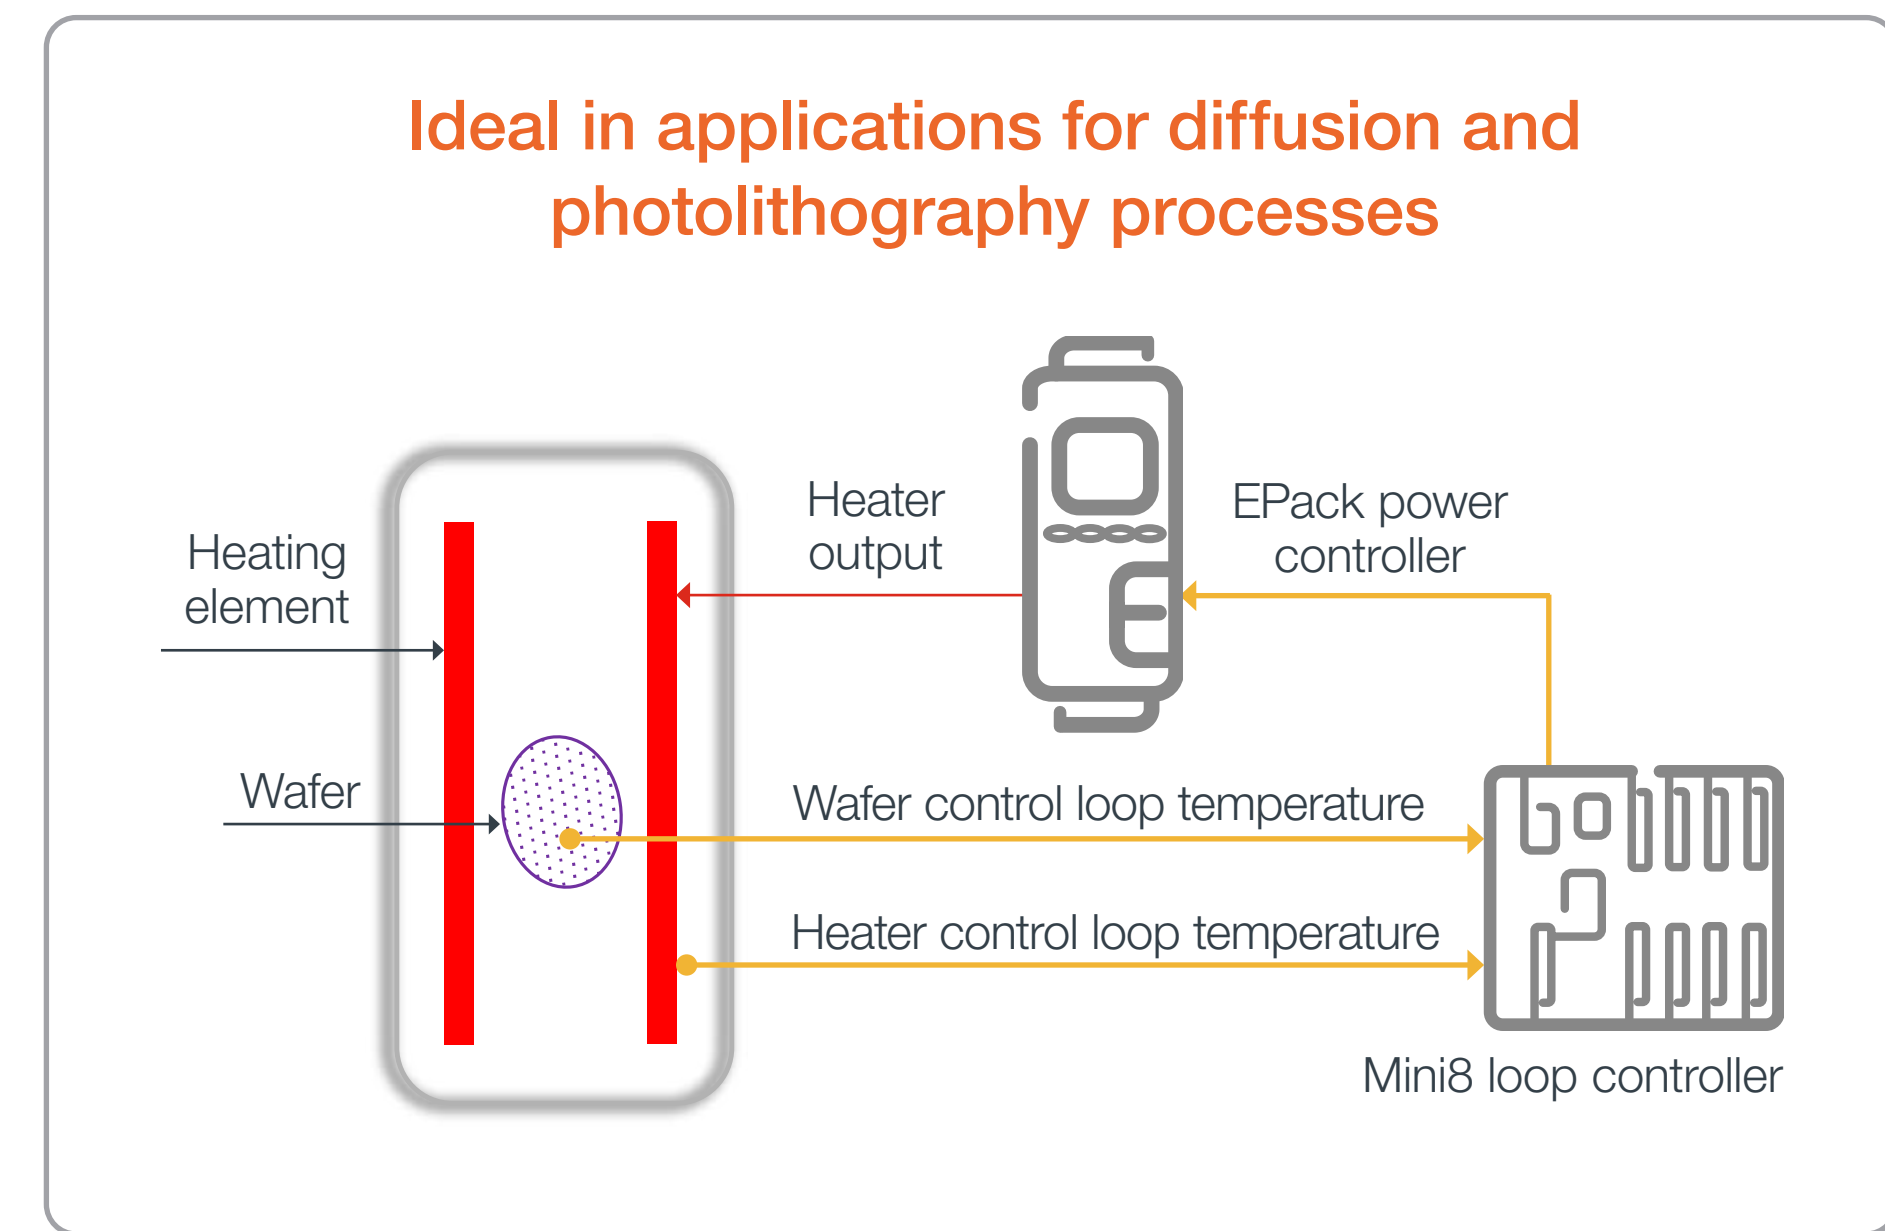 Ideal in applications for diffusion and
photolithography processes
Heater
output
EPack power
controller
Heating
element
Wafer
Wafer control loop temperature
Heater control loop temperature
Mini8 loop controller